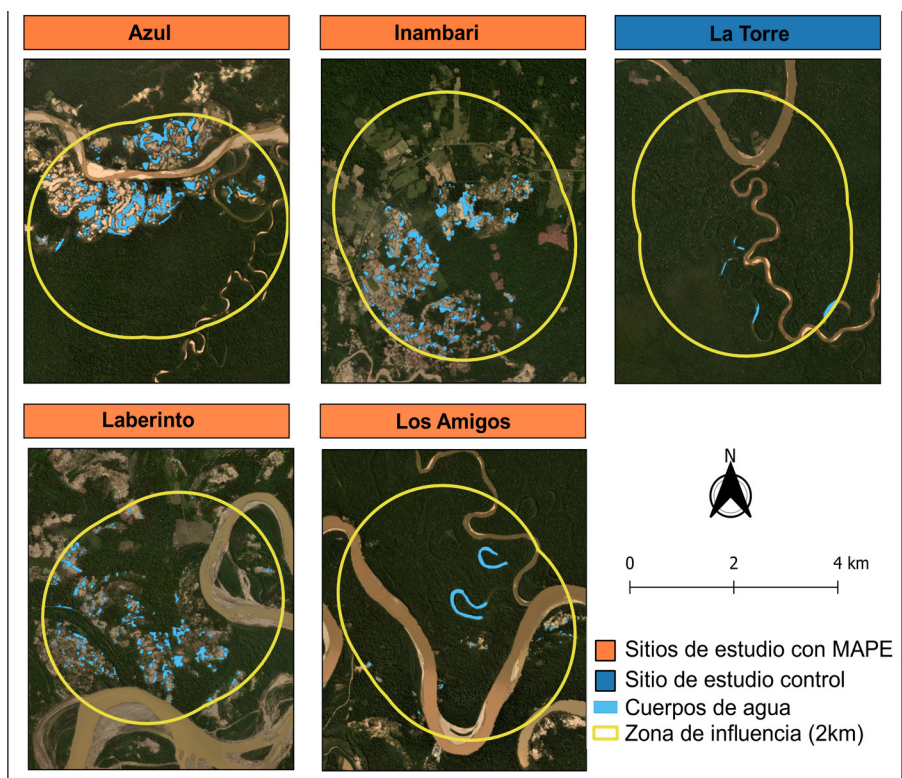 Azul
Inambari
La Torre
Laberinto
Los Amigos
N
0 2 4 km
Sitios de estudio con MAPE
Sitio de estudio control
Cuerpos de agua
Zona de influencia (2km)